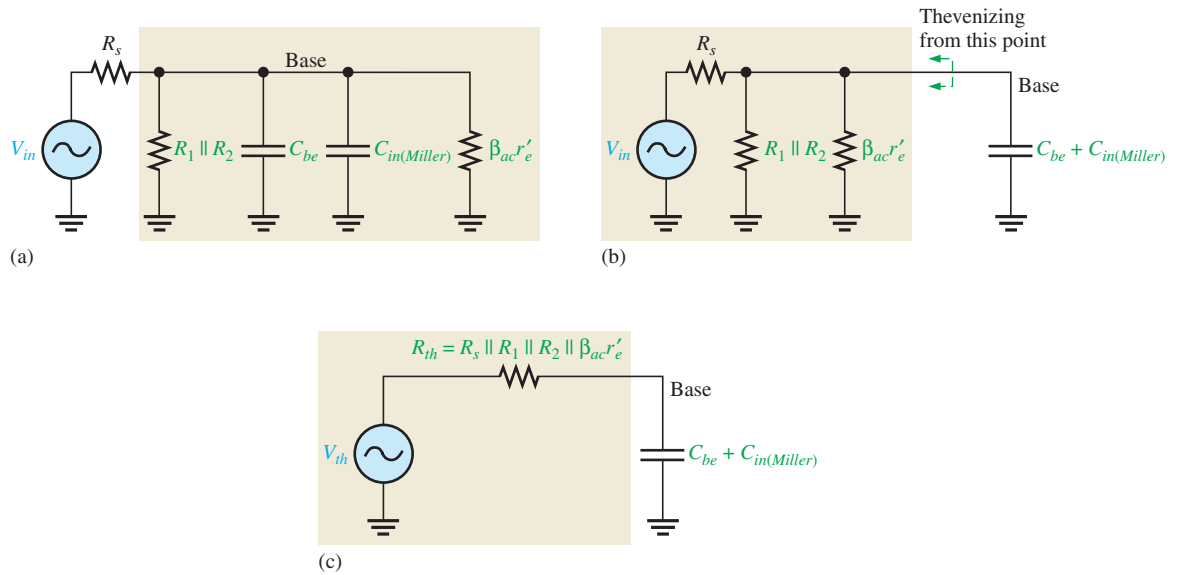 R_s
Base
V_in
R_1 || R_2
C_be
C_in(Miller)
β_ac r′_e
(a)
Thevenizing
from this point
R_s
Base
V_in
R_1 || R_2
β_ac r′_e
C_be + C_in(Miller)
(b)
R_th = R_s || R_1 || R_2 || β_ac r′_e
Base
V_th
C_be + C_in(Miller)
(c)